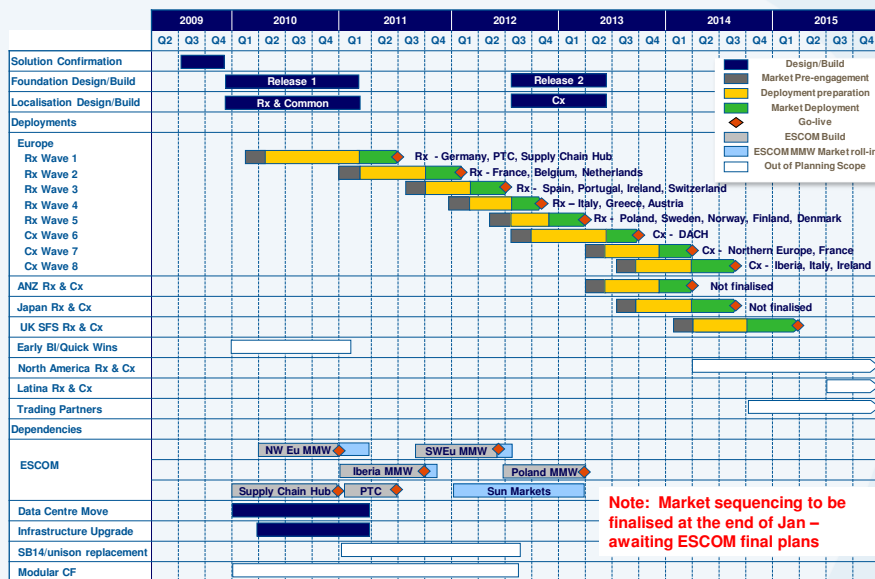 2009 2010 2011 2012 2013 2014 2015
Q2 Q3 Q4 Q1 Q2 Q3 Q4 Q1 Q2 Q3 Q4 Q1 Q2 Q3 Q4 Q1 Q2 Q3 Q4 Q1 Q2 Q3 Q4 Q1 Q2 Q3 Q4
Solution Confirmation
Foundation Design/Build Release 1 Release 2
Localisation Design/Build Rx & Common Cx
Deployments
Europe
Rx Wave 1 Rx - Germany, PTC, Supply Chain Hub
Rx Wave 2 Rx - France, Belgium, Netherlands
Rx Wave 3 Rx - Spain, Portugal, Ireland, Switzerland
Rx Wave 4 Rx – Italy, Greece, Austria
Rx Wave 5 Rx - Poland, Sweden, Norway, Finland, Denmark
Cx Wave 6 Cx - DACH
Cx Wave 7 Cx - Northern Europe, France
Cx Wave 8 Cx - Iberia, Italy, Ireland
ANZ Rx & Cx Not finalised
Japan Rx & Cx Not finalised
UK SFS Rx & Cx
Early BI/Quick Wins
North America Rx & Cx
Latina Rx & Cx
Trading Partners
Dependencies
ESCOM
NW Eu MMW SWEu MMW
Iberia MMW Poland MMW
Supply Chain Hub PTC Sun Markets
Data Centre Move
Infrastructure Upgrade
SB14/unison replacement
Modular CF
Design/Build
Market Pre-engagement
Deployment preparation
Market Deployment
Go-live
ESCOM Build
ESCOM MMW Market roll-in
Out of Planning Scope
Note: Market sequencing to be
finalised at the end of Jan –
awaiting ESCOM final plans